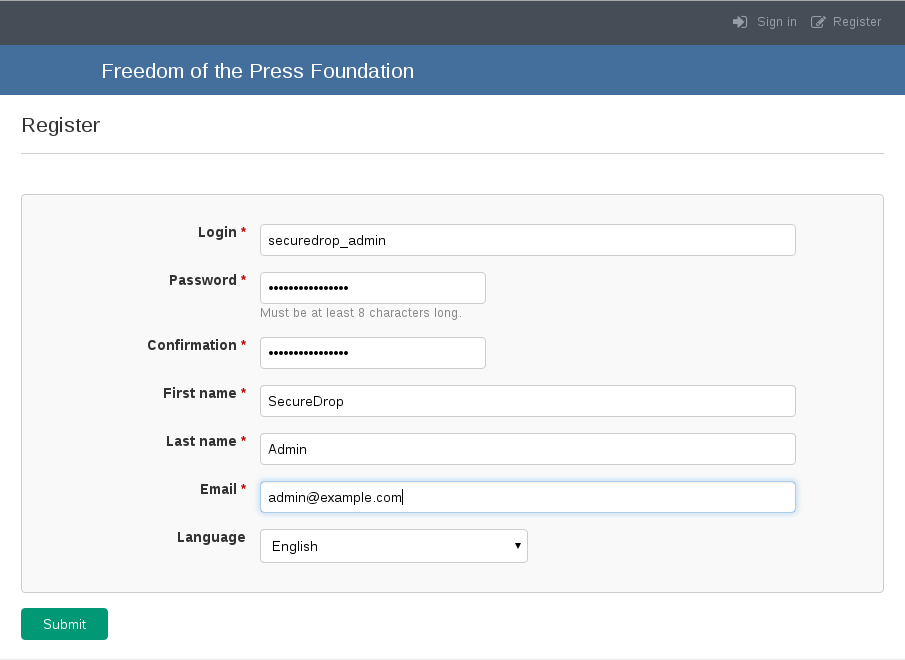 Sign in Register
Freedom of the Press Foundation
Register
Login * securedrop_admin
Password * ••••••••••••••••
Must be at least 8 characters long.
Confirmation * ••••••••••••••••
First name * SecureDrop
Last name * Admin
Email * admin@example.com
Language English
Submit